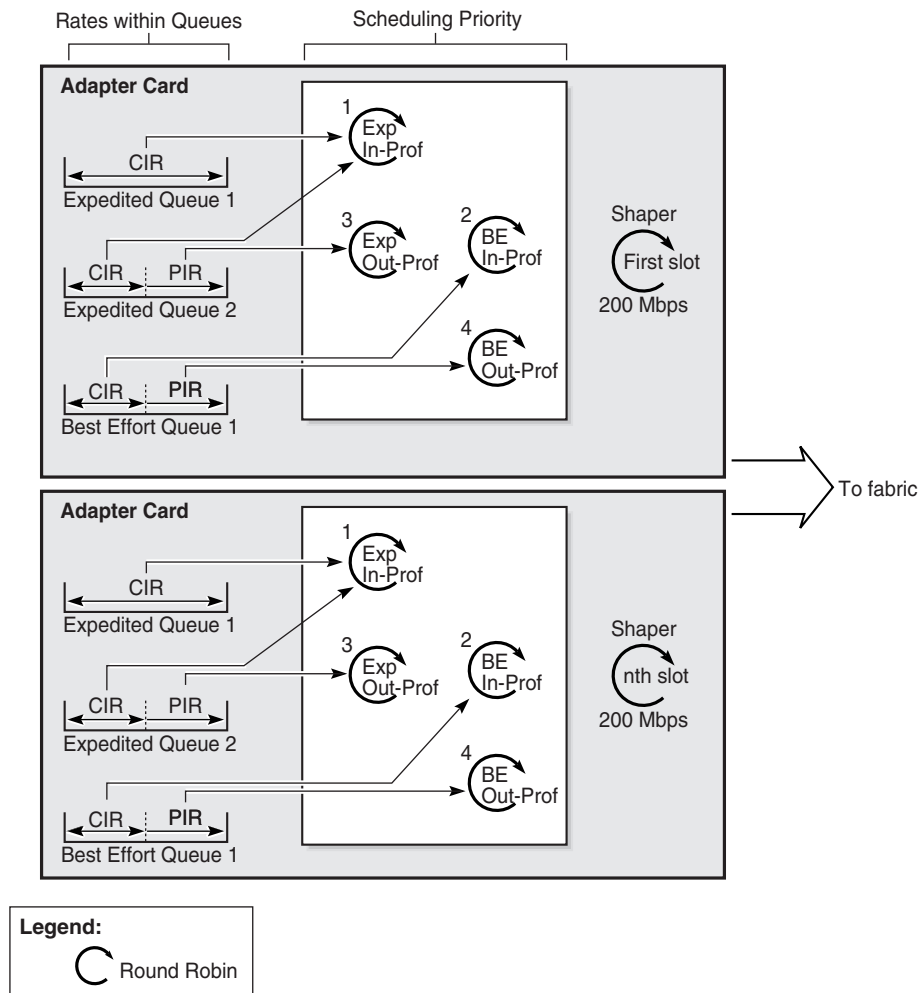 Rates within Queues
Scheduling Priority
Adapter Card
CIR
Expedited Queue 1
CIR PIR
Expedited Queue 2
CIR PIR
Best Effort Queue 1
1
Exp
In-Prof
3
Exp
Out-Prof
2
BE
In-Prof
4
BE
Out-Prof
Shaper
First slot
200 Mbps
Adapter Card
CIR
Expedited Queue 1
CIR PIR
Expedited Queue 2
CIR PIR
Best Effort Queue 1
1
Exp
In-Prof
3
Exp
Out-Prof
2
BE
In-Prof
4
BE
Out-Prof
Shaper
nth slot
200 Mbps
To fabric
Legend:
Round Robin